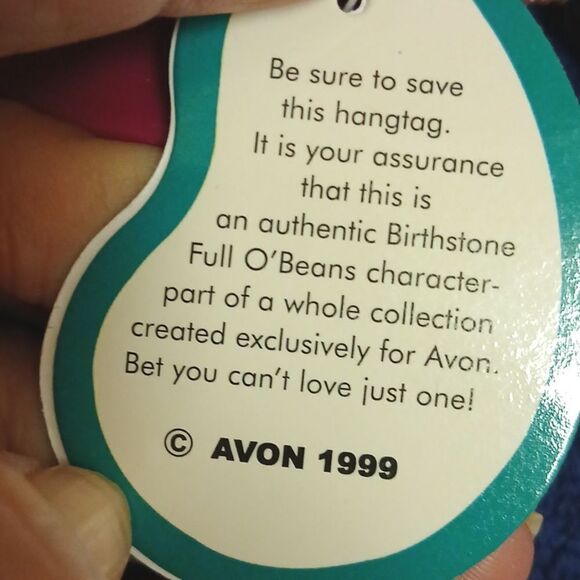 Be sure to save
this hangtag.
It is your assurance
that this is
an authentic Birthstone
Full O'Beans character-
part of a whole collection
created exclusively for Avon.
Bet you can't love just one!
© AVON 1999